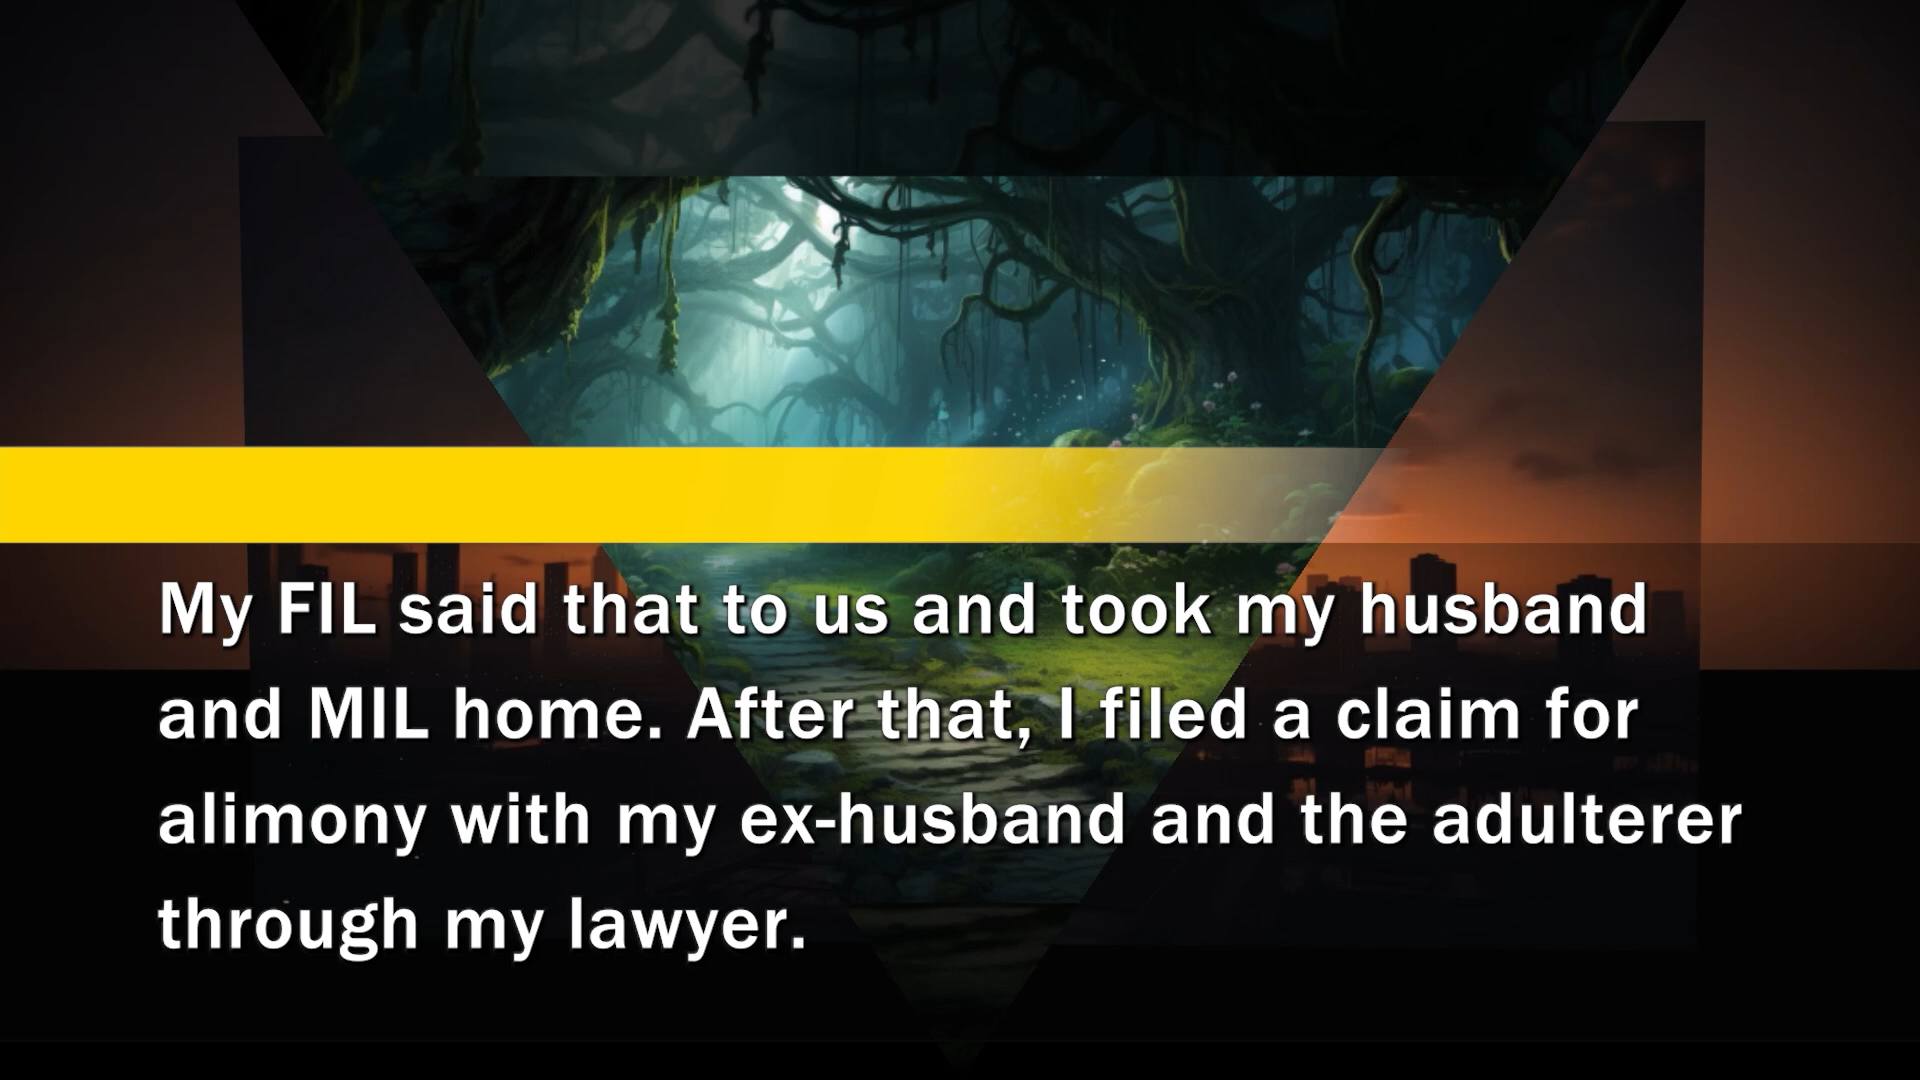 My FIL said that to us and took my husband
and MIL home. After that, I filed a claim for
alimony with my ex-husband and the adulterer
through my lawyer.